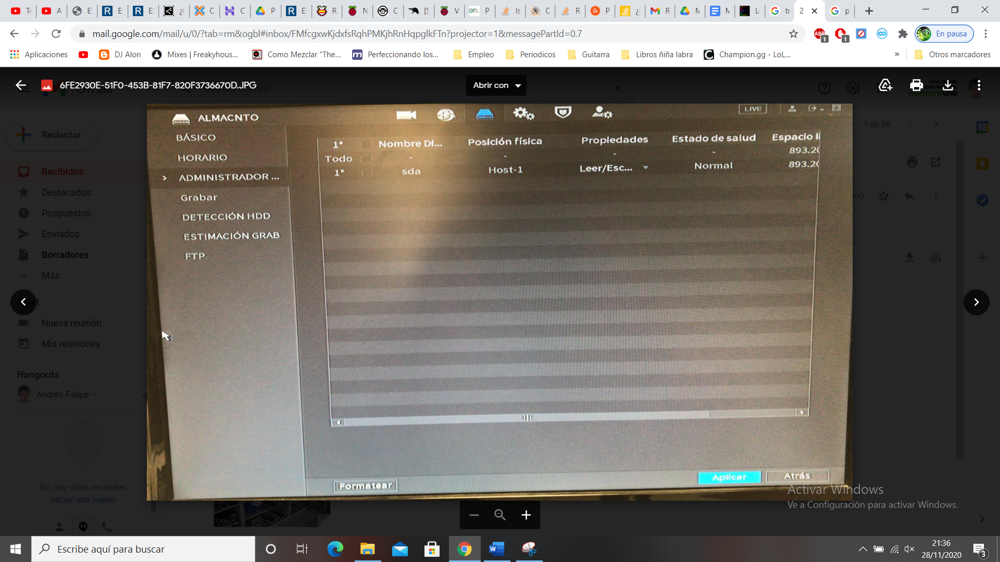 mail.google.com/mail/u/0/?tab=rm&ogbl#inbox/FMfcgxwKjdxfsRqhPMKjhRnHqpglkFTn?projector=1&messagePartId=0.7
En pausa
Aplicaciones
DJ Alon
Mixes | Freakyhous...
Como Mezclar "The...
Perfeccionando los...
Empleo
Periodicos
Guitarra
Libros ñiña labra
Champion.gg - LoL...
»
Otros marcadores
6FE2930E-51F0-453B-81F7-820F3736670D.JPG
Abrir con
1 de 98
Redactar
Recibidos
Destacados
Pospuestos
Enviados
Borradores
Más
Nueva reunión
Mis reuniones
Hangouts
Andrés Felipe
No hay chats recientes
Iniciar uno nuevo
ALMACNTO
LIVE
BÁSICO
HORARIO
> ADMINISTRADOR ...
Grabar
DETECCIÓN HDD
ESTIMACIÓN GRAB
FTP
1* Nombre DI... Posición física Propiedades Estado de salud Espacio li
Todo - - - - 893.20
1* sda Host-1 Leer/Esc... Normal 893.20
Formatear
Aplicar
Atrás
Activar Windows
Ve a Configuración para activar Windows.
Escribe aquí para buscar
21:36
28/11/2020
3